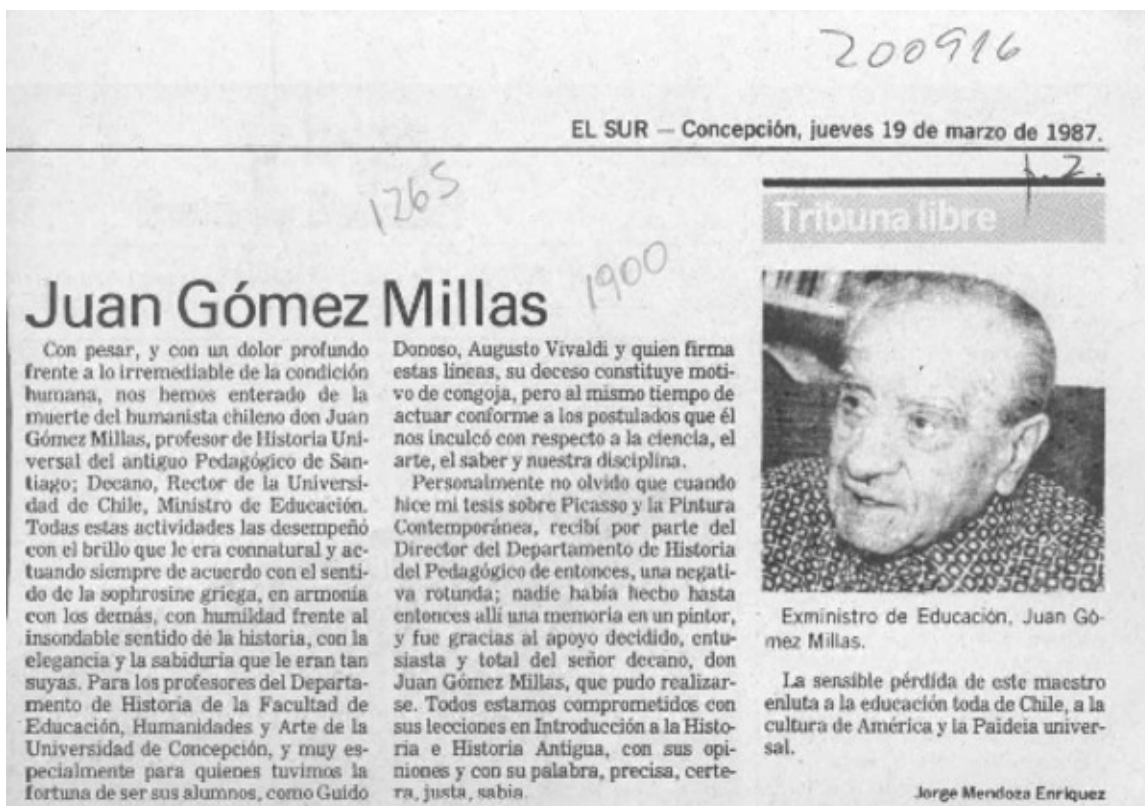 200916
EL SUR — Concepción, jueves 19 de marzo de 1987.
1265
1900
Tribuna libre
Juan Gómez Millas
Con pesar, y con un dolor profundo
frente a lo irremediable de la condición
humana, nos hemos enterado de la
muerte del humanista chileno don Juan
Gómez Millas, profesor de Historia Uni-
versal del antiguo Pedagógico de San-
tiago; Decano, Rector de la Universi-
dad de Chile, Ministro de Educación.
Todas estas actividades las desempeñó
con el brillo que le era connatural y ac-
tuando siempre de acuerdo con el senti-
do de la sophrosine griega, en armonía
con los demás, con humildad frente al
insondable sentido de la historia, con la
elegancia y la sabiduría que le eran tan
suyas. Para los profesores del Departa-
mento de Historia de la Facultad de
Educación, Humanidades y Arte de la
Universidad de Concepción, y muy es-
pecialmente para quienes tuvimos la
fortuna de ser sus alumnos, como Guido
Donoso, Augusto Vivaldi y quien firma
estas líneas, su deceso constituye moti-
vo de congoja, pero al mismo tiempo de
actuar conforme a los postulados que él
nos inculcó con respecto a la ciencia, el
arte, el saber y nuestra disciplina.
Personalmente no olvido que cuando
hice mi tesis sobre Picasso y la Pintura
Contemporánea, recibí por parte del
Director del Departamento de Historia
del Pedagógico de entonces, una negati-
va rotunda; nadie había hecho hasta
entonces allí una memoria en un pintor,
y fue gracias al apoyo decidido, entu-
siasta y total del señor decano, don
Juan Gómez Millas, que pudo realizar-
se. Todos estamos comprometidos con
sus lecciones en Introducción a la Histo-
ria e Historia Antigua, con sus opi-
niones y con su palabra, precisa, certe-
ra, justa, sabia.
Exministro de Educación, Juan Gó-
mez Millas.
La sensible pérdida de este maestro
enluta a la educación toda de Chile, a la
cultura de América y la Paideia univer-
sal.
Jorge Mendoza Enríquez